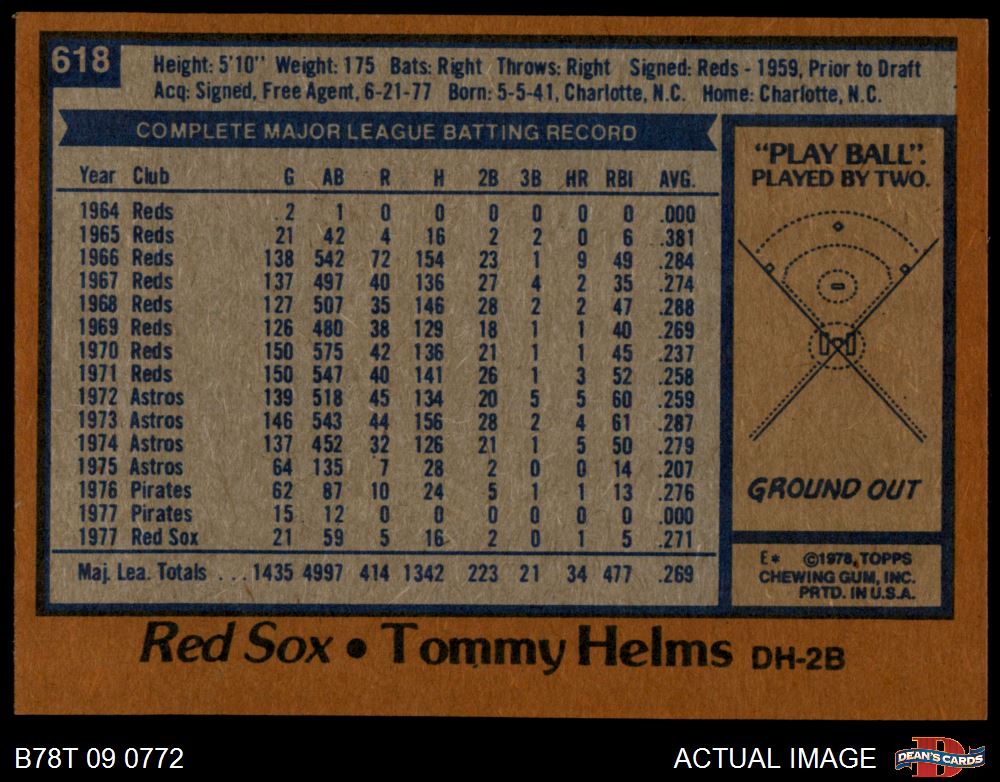 618
Height: 5'10" Weight: 175 Bats: Right Throws: Right Signed: Reds - 1959, Prior to Draft
Acq: Signed, Free Agent, 6-21-77 Born: 5-5-41, Charlotte, N.C. Home: Charlotte, N.C.
COMPLETE MAJOR LEAGUE BATTING RECORD
Year Club G AB R H 2B 3B HR RBI AVG.
1964 Reds 2 1 0 0 0 0 0 0 .000
1965 Reds 21 42 4 16 2 2 0 6 .381
1966 Reds 138 542 72 154 23 1 9 49 .284
1967 Reds 137 497 40 136 27 4 2 35 .274
1968 Reds 127 507 35 146 28 2 2 47 .288
1969 Reds 126 480 38 129 18 1 1 40 .269
1970 Reds 150 575 42 136 21 1 1 45 .237
1971 Reds 150 547 40 141 26 1 3 52 .258
1972 Astros 139 518 45 134 20 5 5 60 .259
1973 Astros 146 543 44 156 28 2 4 61 .287
1974 Astros 137 452 32 126 21 1 5 50 .279
1975 Astros 64 135 7 28 2 0 0 14 .207
1976 Pirates 62 87 10 24 5 1 1 13 .276
1977 Pirates 15 12 0 0 0 0 0 0 .000
1977 Red Sox 21 59 5 16 2 0 1 5 .271
Maj. Lea. Totals ... 1435 4997 414 1342 223 21 34 477 .269
"PLAY BALL".
PLAYED BY TWO.
GROUND OUT
E* ©1978, TOPPS
CHEWING GUM, INC.
PRTD. IN U.S.A.
Red Sox • Tommy Helms DH-2B
B78T 09 0772
ACTUAL IMAGE
D
DEAN'S CARDS